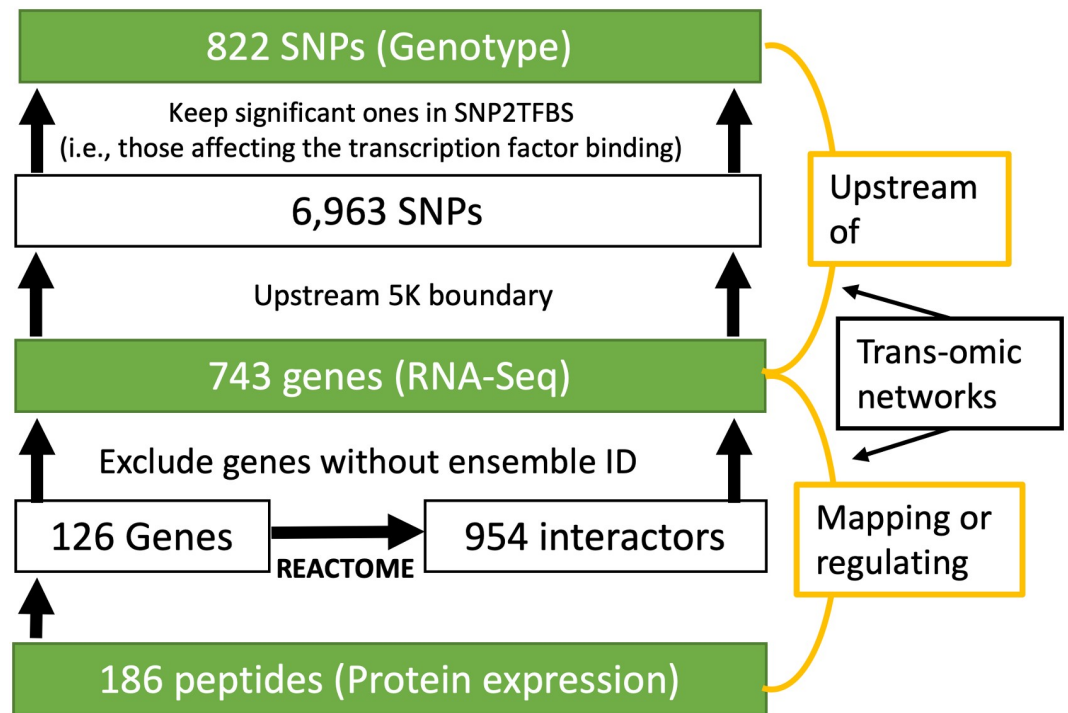 822 SNPs (Genotype)
Keep significant ones in SNP2TFBS
(i.e., those affecting the transcription factor binding)
6,963 SNPs
Upstream 5K boundary
743 genes (RNA-Seq)
Exclude genes without ensemble ID
126 Genes
REACTOME
954 interactors
186 peptides (Protein expression)
Upstream
of
Trans-omic
networks
Mapping or
regulating